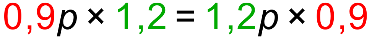 0,9p × 1,2 = 1,2p × 0,9